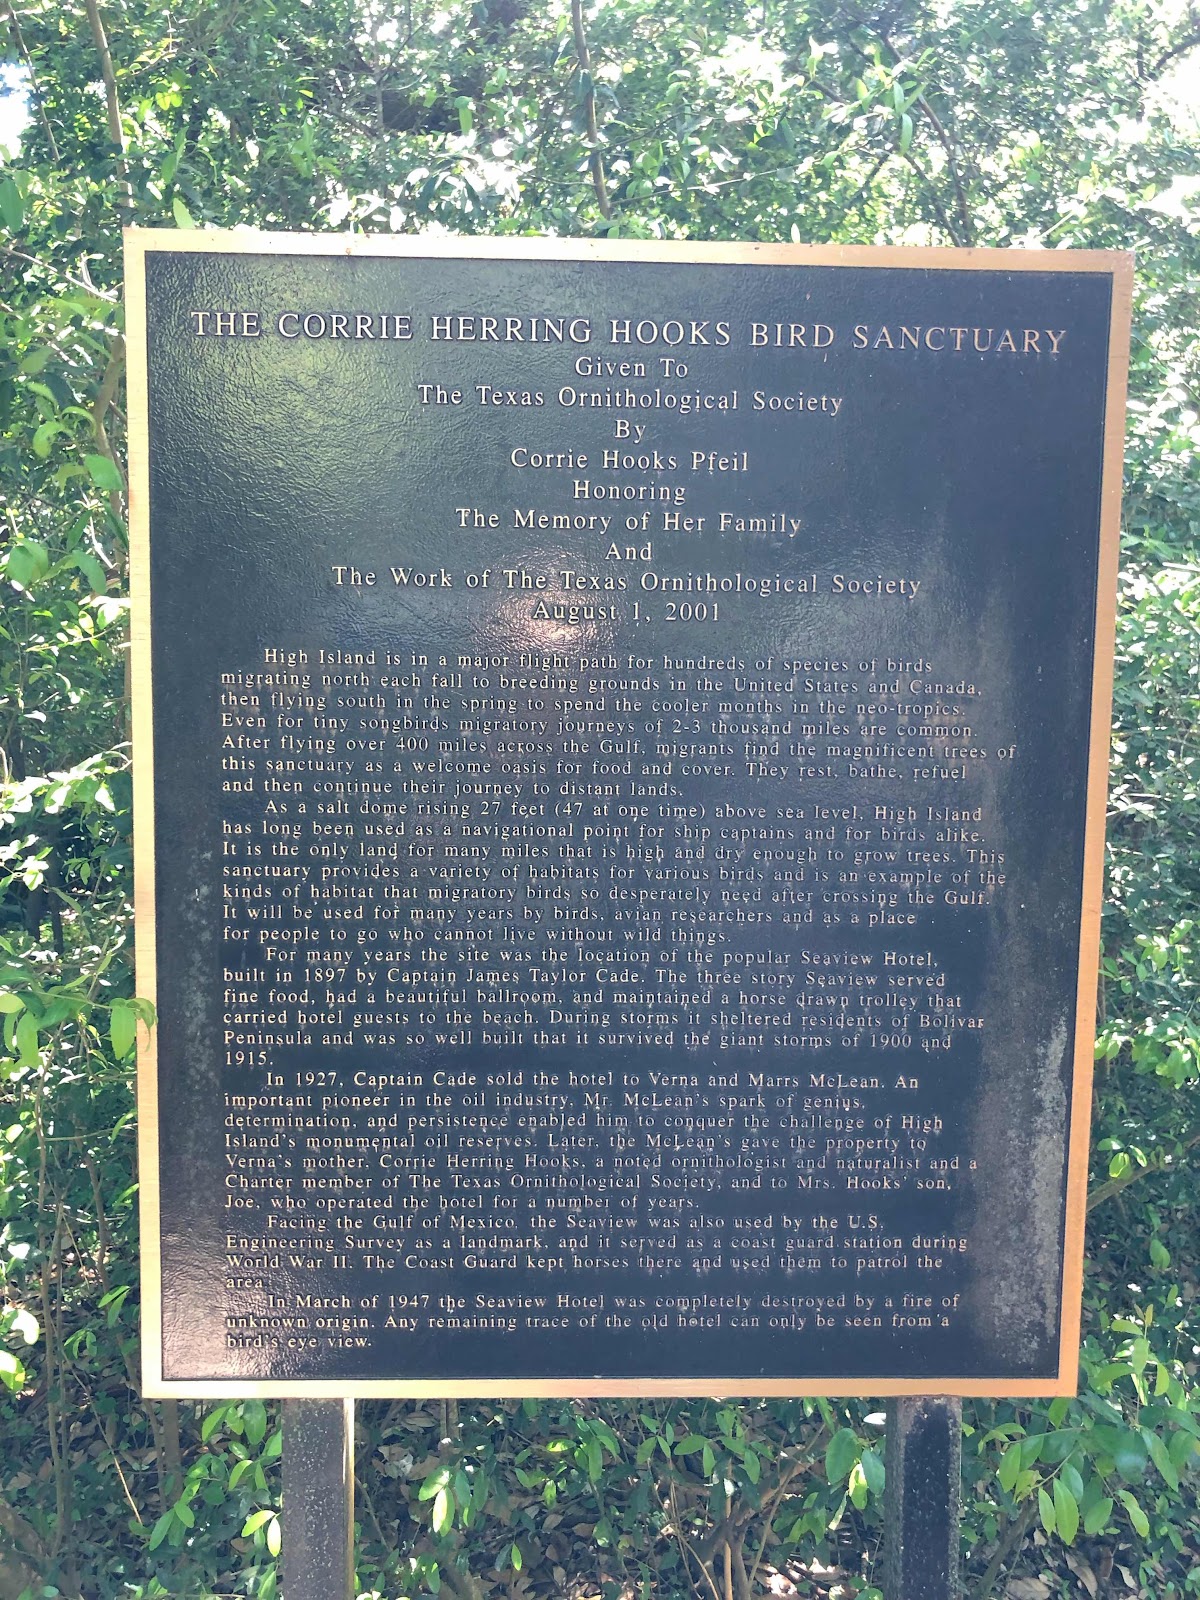 THE CORRIE HERRING HOOKS BIRD SANCTUARY
Given To
The Texas Ornithological Society
By
Corrie Hooks Pfeil
Honoring
The Memory of Her Family
And
The Work of The Texas Ornithological Society
August 1, 2001
High Island is in a major flight path for hundreds of species of birds
migrating north each fall to breeding grounds in the United States and Canada,
then flying south in the spring to spend the cooler months in the neo-tropics.
Even for tiny songbirds migratory journeys of 2-3 thousand miles are common.
After flying over 400 miles across the Gulf, migrants find the magnificent trees of
this sanctuary as a welcome oasis for food and cover. They rest, bathe, refuel
and then continue their journey to distant lands.
As a salt dome rising 27 feet (47 at one time) above sea level, High Island
has long been used as a navigational point for ship captains and for birds alike.
It is the only land for many miles that is high and dry enough to grow trees. This
sanctuary provides a variety of habitats for various birds and is an example of the
kinds of habitat that migratory birds so desperately need after crossing the Gulf.
It will be used for many years by birds, avian researchers and as a place
for people to go who cannot live without wild things.
For many years the site was the location of the popular Seaview Hotel,
built in 1897 by Captain James Taylor Cade. The three story Seaview served
fine food, had a beautiful ballroom, and maintained a horse drawn trolley that
carried hotel guests to the beach. During storms it sheltered residents of Bolivar
Peninsula and was so well built that it survived the giant storms of 1900 and
1915.
In 1927, Captain Cade sold the hotel to Verna and Marrs McLean. An
important pioneer in the oil industry, Mr. McLean's spark of genius,
determination, and persistence enabled him to conquer the challenge of High
Island's monumental oil reserves. Later, the McLean's gave the property to
Verna's mother, Corrie Herring Hooks, a noted ornithologist and naturalist and a
Charter member of The Texas Ornithological Society, and to Mrs. Hooks' son,
Joe, who operated the hotel for a number of years.
Facing the Gulf of Mexico, the Seaview was also used by the U.S.
Engineering Survey as a landmark, and it served as a coast guard station during
World War II. The Coast Guard kept horses there and used them to patrol the
area.
In March of 1947 the Seaview Hotel was completely destroyed by a fire of
unknown origin. Any remaining trace of the old hotel can only be seen from a
bird's eye view.